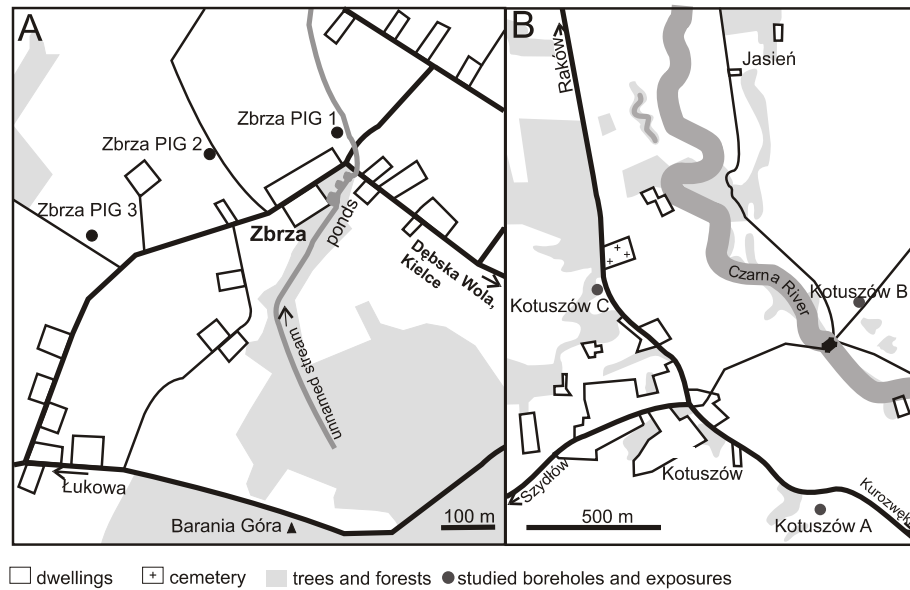 A
Zbrza PIG 1
Zbrza PIG 2
Zbrza PIG 3
Zbrza
ponds
Dębska Wola,
Kielce
unnamed stream
Łukowa
Barania Góra
100 m
B
Raków
Jasień
Czarna River
Kotuszów B
Kotuszów C
Kotuszów
Szydłów
Kurozwęki
Kotuszów A
500 m
dwellings
cemetery
trees and forests
studied boreholes and exposures